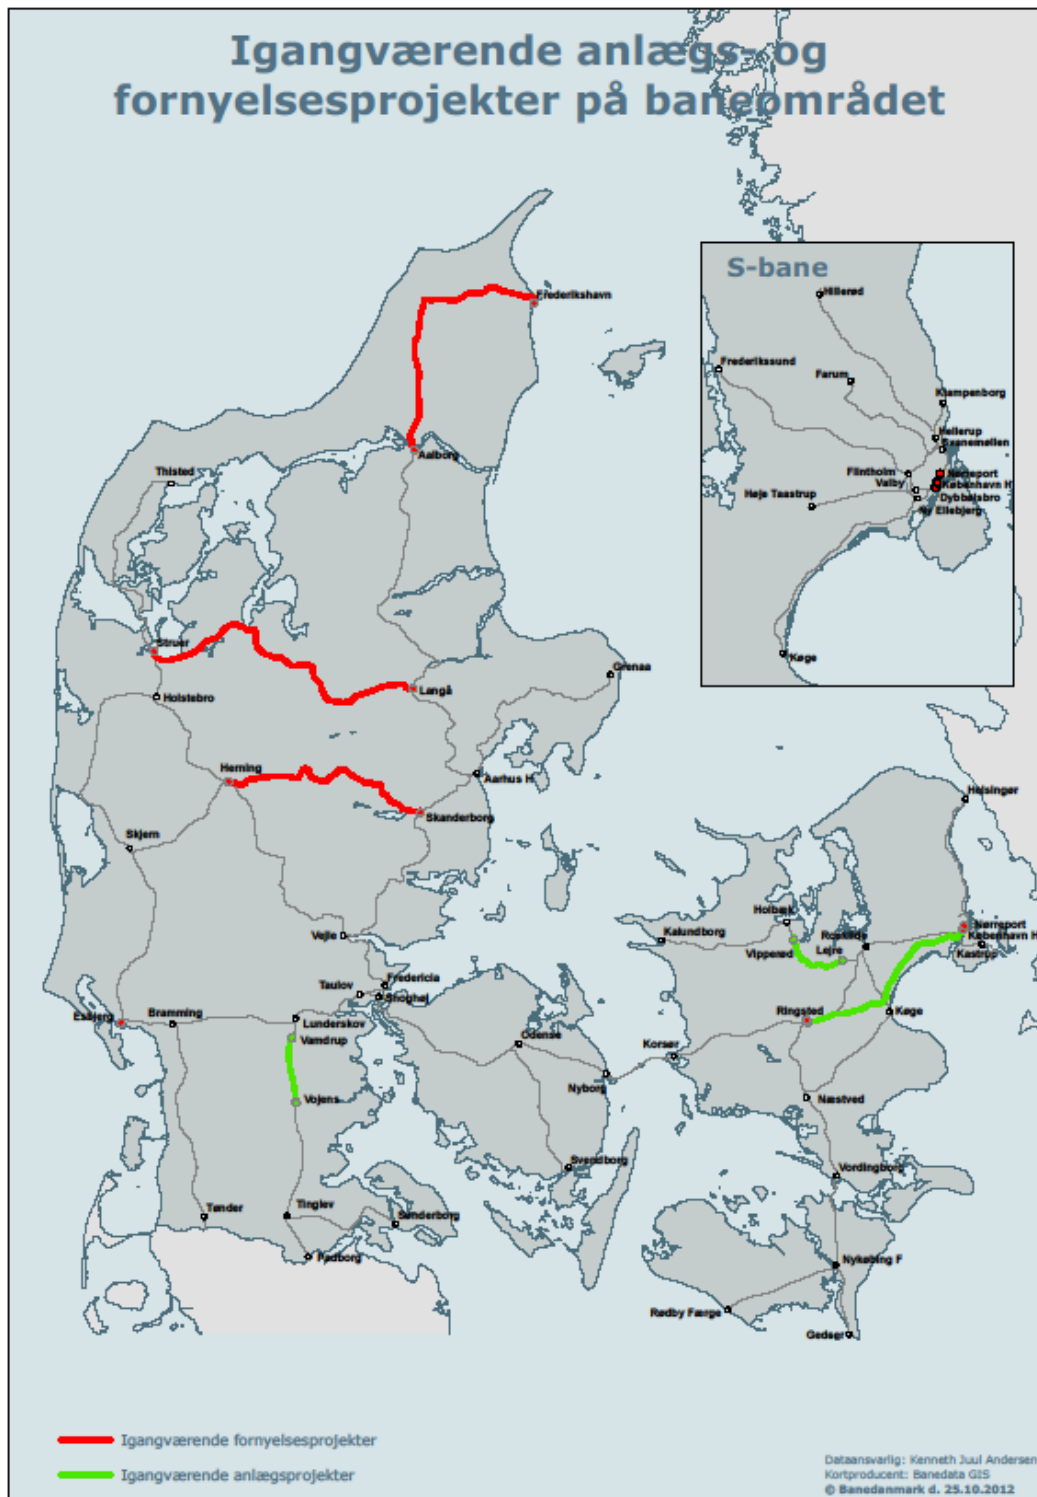 Igangværende anlægs- og
fornyelsesprojekter på baneområdet
S-bane
Hillerød
Frederikssund
Farum
Klampenborg
Hellerup
Svanemøllen
Flintholm
Nørreport
Valby
København H
Høje Taastrup
Dybbølsbro
Ny Ellebjerg
Køge
Frederikshavn
Aalborg
Thisted
Struer
Grenaa
Langå
Holstebro
Herning
Aarhus H
Skanderborg
Helsingør
Skjern
Holbæk
Nørreport
Vejle
Kalundborg
Roskilde
København H
Vipperød
Lejre
Kastrup
Fredericia
Taulov
Snoghøj
Esbjerg
Bramming
Lunderskov
Ringsted
Køge
Vamdrup
Odense
Korsør
Nyborg
Vojens
Næstved
Svendborg
Vordingborg
Tønder
Tinglev
Sønderborg
Padborg
Nykøbing F
Rødby Færge
Gedser
Igangværende fornyelsesprojekter
Igangværende anlægsprojekter
Dataansvarlig: Kenneth Juul Andersen
Kortproducent: Banedata GIS
© Banedanmark d. 25.10.2012